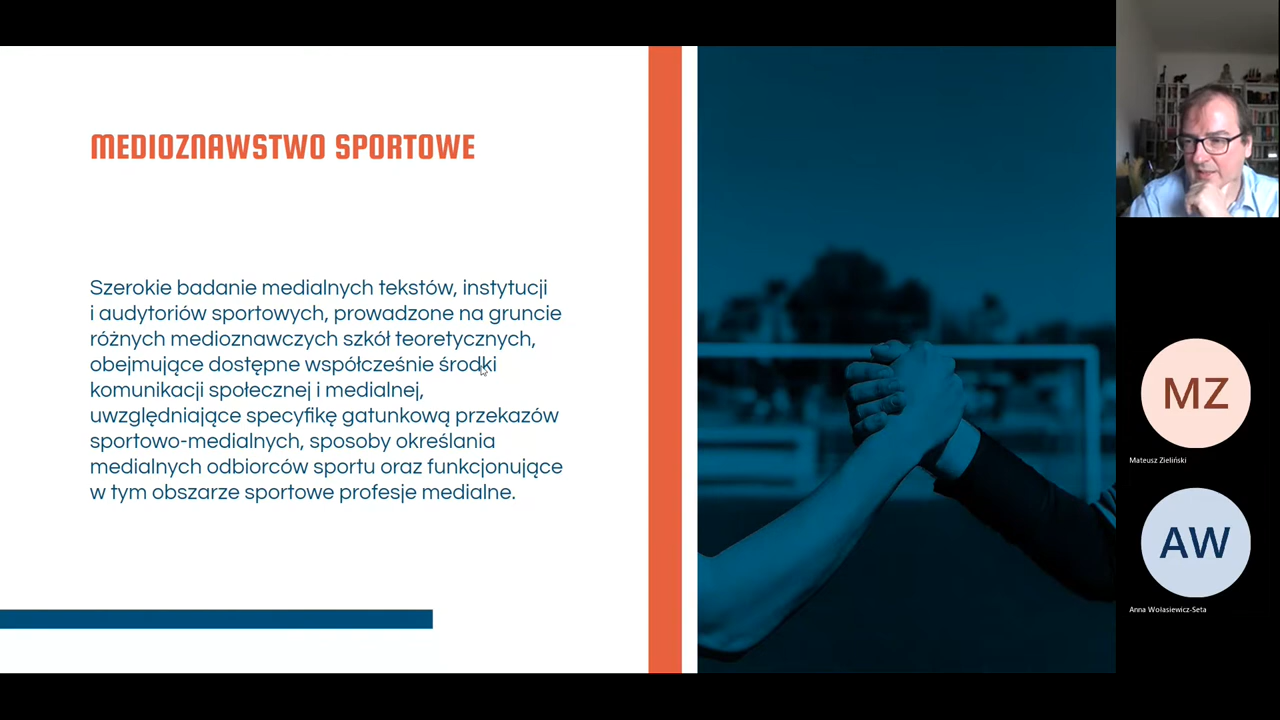 MEDIOZNAWSTWO SPORTOWE
Szerokie badanie medialnych tekstów, instytucji
i audytoriów sportowych, prowadzone na gruncie
różnych medioznawczych szkół teoretycznych,
obejmujące dostępne współcześnie środki
komunikacji społecznej i medialnej,
uwzględniające specyfikę gatunkową przekazów
sportowo-medialnych, sposoby określania
medialnych odbiorców sportu oraz funkcjonujące
w tym obszarze sportowe profesje medialne.
MZ
Mateusz Zieliński
AW
Anna Wołasiewicz-Seta